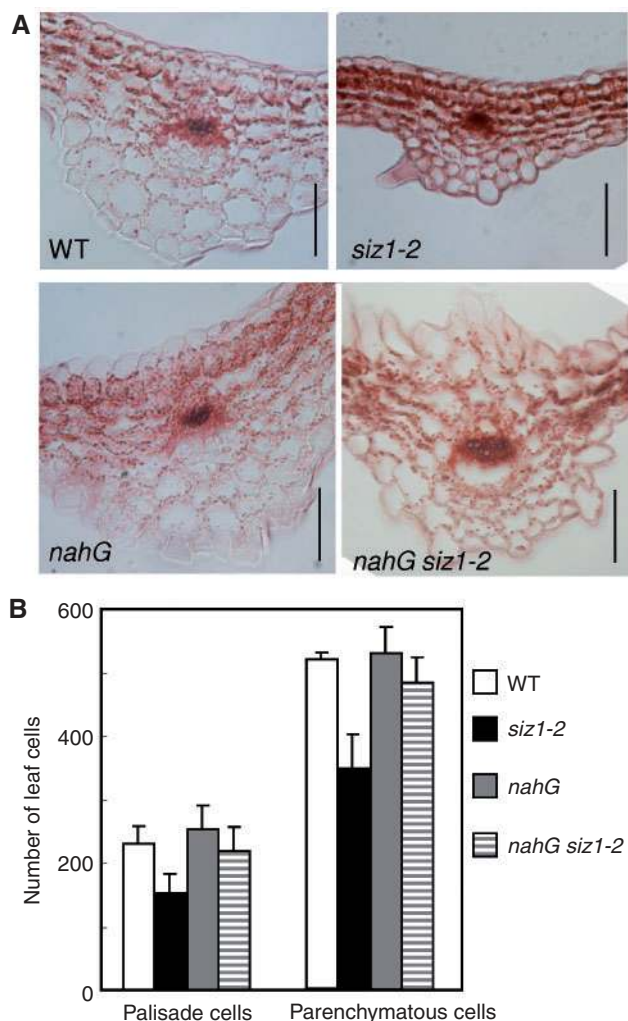 A
WT
siz1-2
nahG
nahG siz1-2
B
600
400
200
0
Number of leaf cells
Palisade cells
Parenchymatous cells
WT
siz1-2
nahG
nahG siz1-2